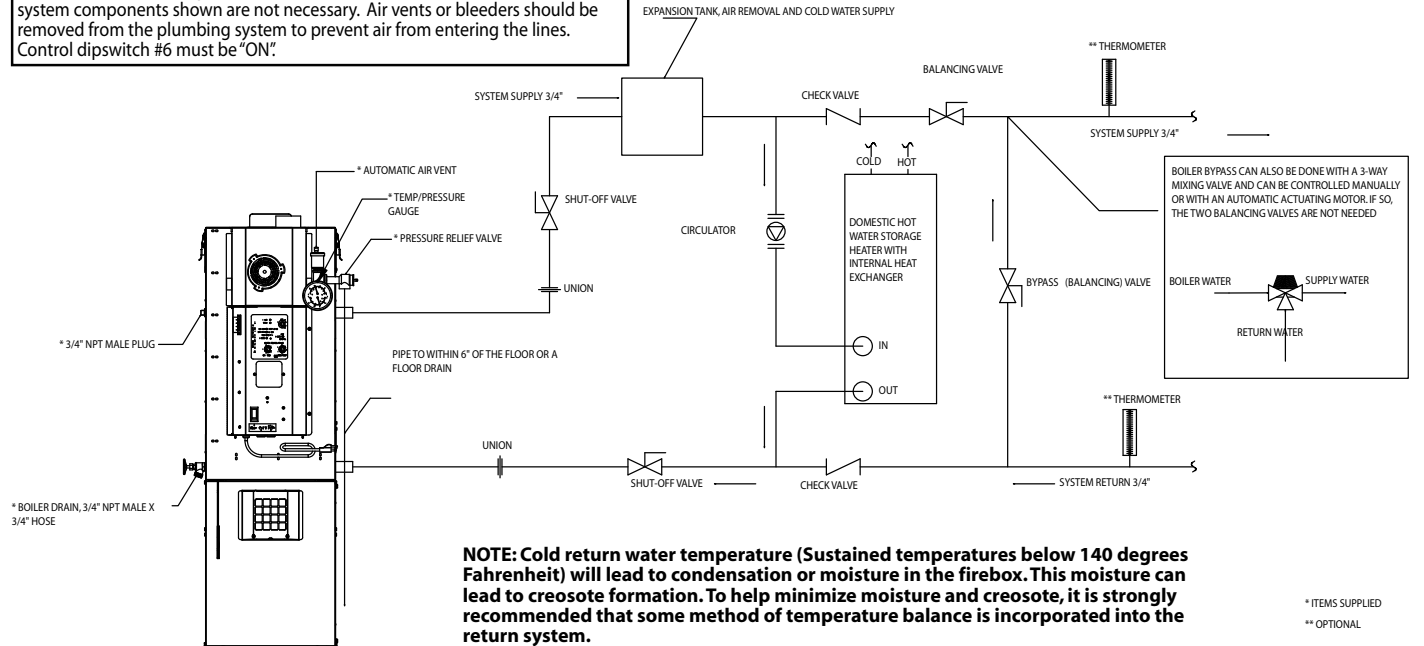 system components shown are not necessary. Air vents or bleeders should be
removed from the plumbing system to prevent air from entering the lines.
Control dipswitch #6 must be “ON”.
EXPANSION TANK, AIR REMOVAL AND COLD WATER SUPPLY
** THERMOMETER
BALANCING VALVE
SYSTEM SUPPLY 3/4"
CHECK VALVE
SYSTEM SUPPLY 3/4"
COLD
HOT
* AUTOMATIC AIR VENT
* TEMP/PRESSURE
GAUGE
* PRESSURE RELIEF VALVE
SHUT-OFF VALVE
UNION
CIRCULATOR
DOMESTIC HOT
WATER STORAGE
HEATER WITH
INTERNAL HEAT
EXCHANGER
IN
OUT
BYPASS (BALANCING) VALVE
BOILER BYPASS CAN ALSO BE DONE WITH A 3-WAY
MIXING VALVE AND CAN BE CONTROLLED MANUALLY
OR WITH AN AUTOMATIC ACTUATING MOTOR. IF SO,
THE TWO BALANCING VALVES ARE NOT NEEDED
BOILER WATER
SUPPLY WATER
RETURN WATER
* 3/4" NPT MALE PLUG
PIPE TO WITHIN 6" OF THE FLOOR OR A
FLOOR DRAIN
** THERMOMETER
UNION
SHUT-OFF VALVE
CHECK VALVE
SYSTEM RETURN 3/4"
* BOILER DRAIN, 3/4" NPT MALE X
3/4" HOSE
NOTE: Cold return water temperature (Sustained temperatures below 140 degrees
Fahrenheit) will lead to condensation or moisture in the firebox. This moisture can
lead to creosote formation. To help minimize moisture and creosote, it is strongly
recommended that some method of temperature balance is incorporated into the
return system.
* ITEMS SUPPLIED
** OPTIONAL